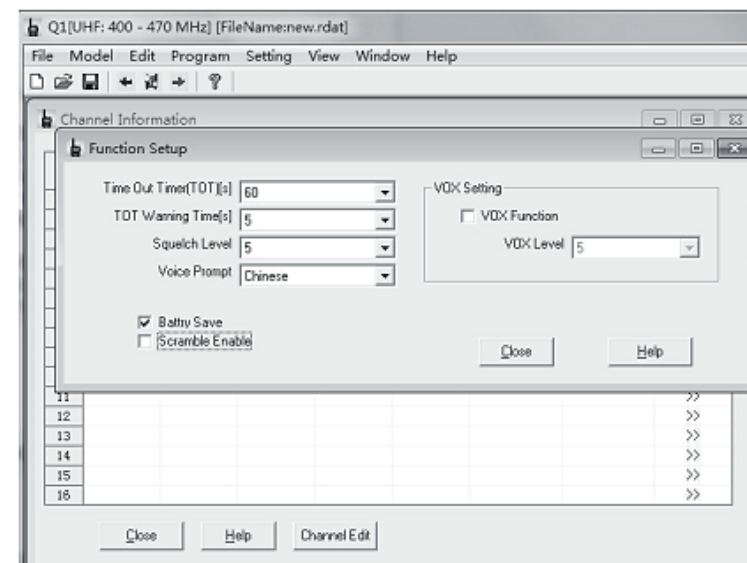 Q1[UHF: 400 - 470 MHz] [FileName:new.rdat]
File Model Edit Program Setting View Window Help
Channel Information
Function Setup
Time Out Timer(TOT)[s] 60
TOT Warning Time[s] 5
Squelch Level 5
Voice Prompt Chinese
VOX Setting
VOX Function
VOX Level 5
Battry Save
Scramble Enable
Close Help
11 >>
12 >>
13 >>
14 >>
15 >>
16 >>
Close Help Channel Edit